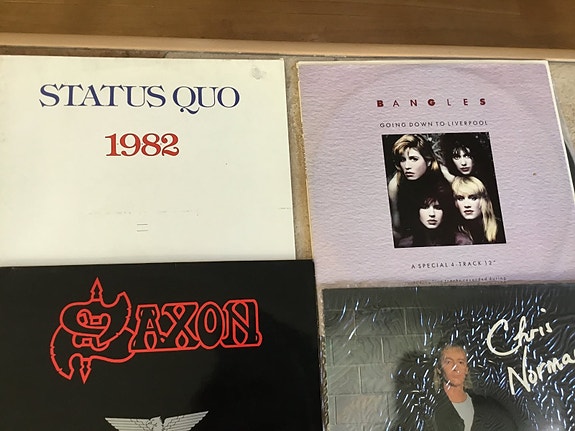 STATUS QUO
1982
BANGLES
GOING DOWN TO LIVERPOOL
A SPECIAL 4-TRACK 12"
SAXON
Chris
Norma